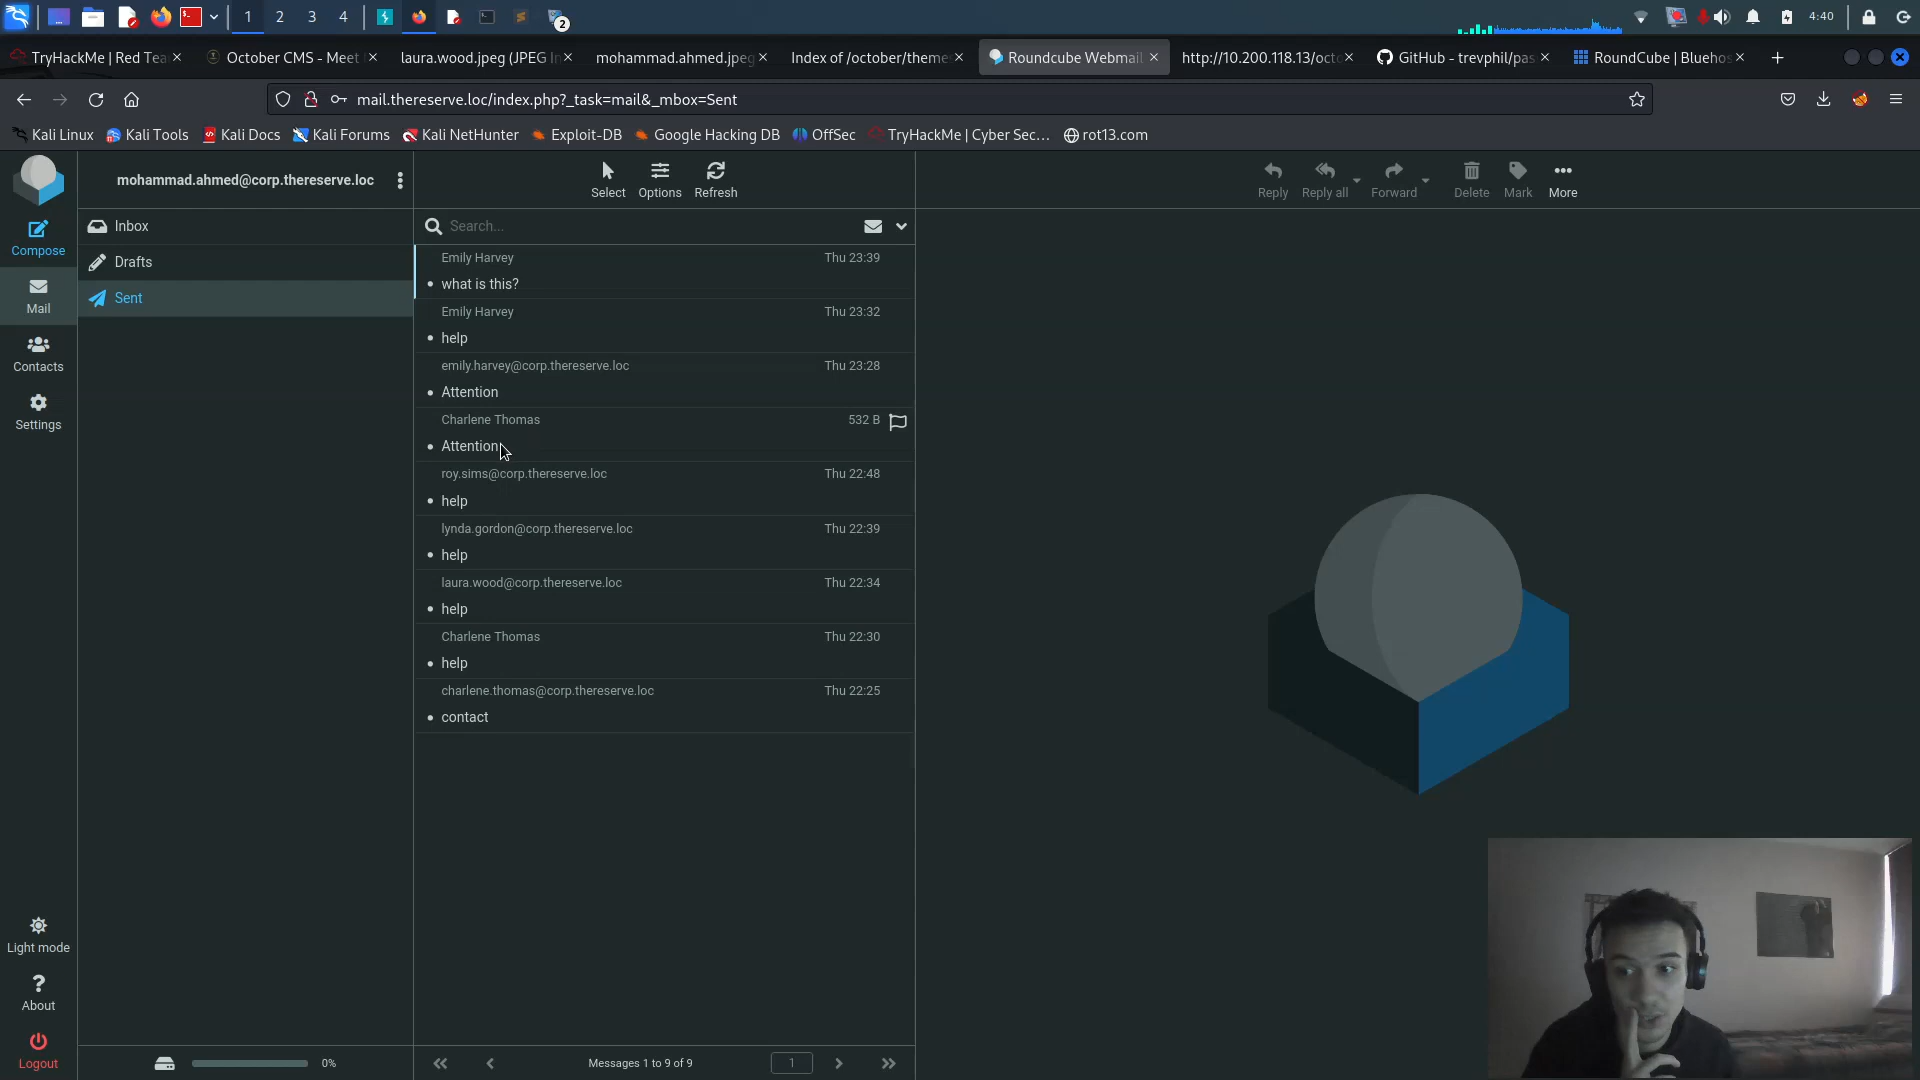 1 2 3 4 2 4:40
TryHackMe | Red Tea October CMS - Meet laura.wood.jpeg (JPEG In mohammad.ahmed.jpeg Index of /october/theme Roundcube Webmail http://10.200.118.13/octo GitHub - trevphil/pas RoundCube | Bluehos
mail.thereserve.loc/index.php?_task=mail&_mbox=Sent
Kali Linux Kali Tools Kali Docs Kali Forums Kali NetHunter Exploit-DB Google Hacking DB OffSec TryHackMe | Cyber Sec... rot13.com
mohammad.ahmed@corp.thereserve.loc
Select Options Refresh
Reply Reply all Forward Delete Mark More
Compose
Mail
Contacts
Settings
Light mode
? About
Logout
Inbox
Drafts
Sent
0%
Search...
Emily Harvey Thu 23:39
• what is this?
Emily Harvey Thu 23:32
• help
emily.harvey@corp.thereserve.loc Thu 23:28
• Attention
Charlene Thomas 532 B
• Attention
roy.sims@corp.thereserve.loc Thu 22:48
• help
lynda.gordon@corp.thereserve.loc Thu 22:39
• help
laura.wood@corp.thereserve.loc Thu 22:34
• help
Charlene Thomas Thu 22:30
• help
charlene.thomas@corp.thereserve.loc Thu 22:25
• contact
Messages 1 to 9 of 9 1